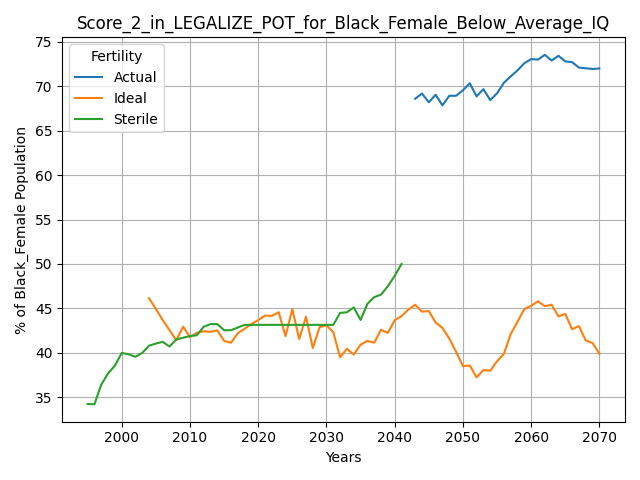 Score_2_in_LEGALIZE_POT_for_Black_Female_Below_Average_IQ
Fertility
Actual
Ideal
Sterile
% of Black_Female Population
75
70
65
60
55
50
45
40
35
2000 2010 2020 2030 2040 2050 2060 2070
Years